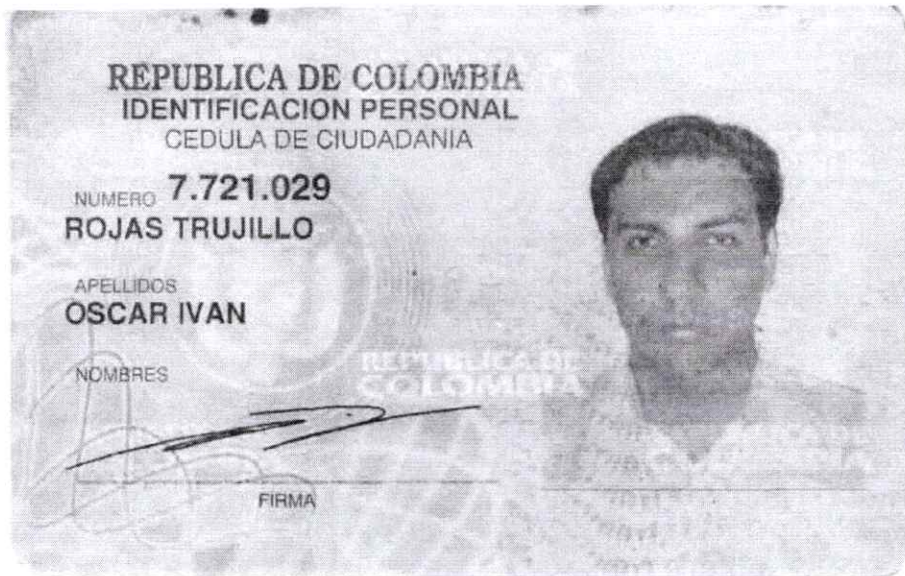 REPUBLICA DE COLOMBIA
IDENTIFICACION PERSONAL
CEDULA DE CIUDADANIA
NUMERO 7.721.029
ROJAS TRUJILLO
APELLIDOS
OSCAR IVAN
NOMBRES
REPUBLICA DE
COLOMBIA
FIRMA